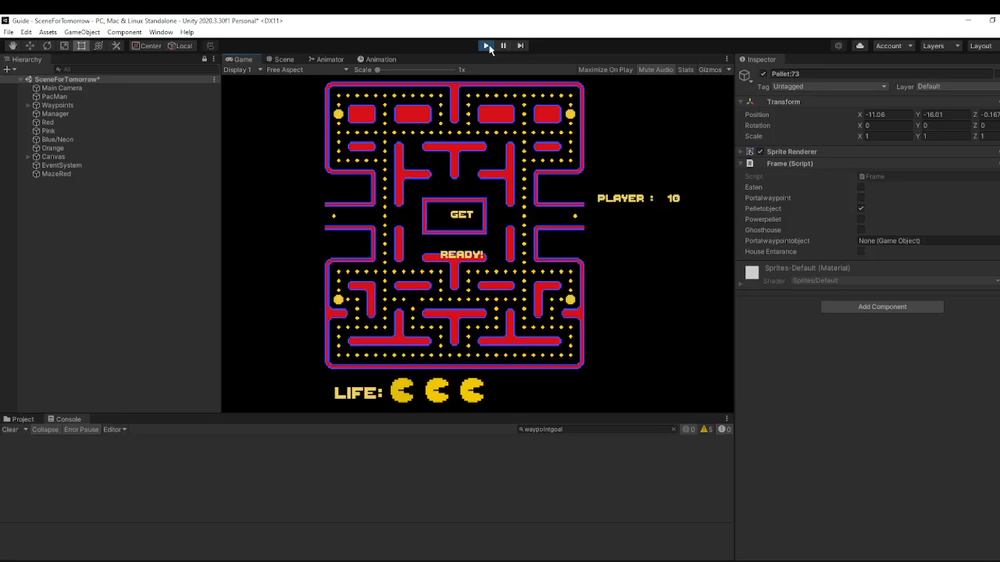 Guide - SceneForTomorrow - PC, Mac & Linux Standalone - Unity 2020.3.30f1 Personal* <DX11>
File Edit Assets GameObject Component Window Help
Center Local Account Layers Layout
Hierarchy
All
SceneForTomorrow*
Main Camera
PacMan
Waypoints
Manager
Red
Pink
Blue/Neon
Orange
Canvas
EventSystem
MazeRed
Game Scene Animator Animation
Display 1 Free Aspect Scale 1x Maximize On Play Mute Audio Stats Gizmos
PLAYER : 10
GET
READY!
LIFE:
Inspector
Pellet:73
Tag Untagged Layer Default
Transform
Position X -11.06 Y -16.01 Z -0.167
Rotation X 0 Y 0 Z 0
Scale X 1 Y 1 Z 1
Sprite Renderer
Frame (Script)
Script Frame
Eaten
Portalwaypoint
Pelletobject
Powerpellet
Ghosthouse
Portalwaypointobject None (Game Object)
House Entarance
Sprites-Default (Material)
Shader Sprites/Default
Add Component
Project Console
Clear Collapse Error Pause Editor waypointgoal 0 5 0